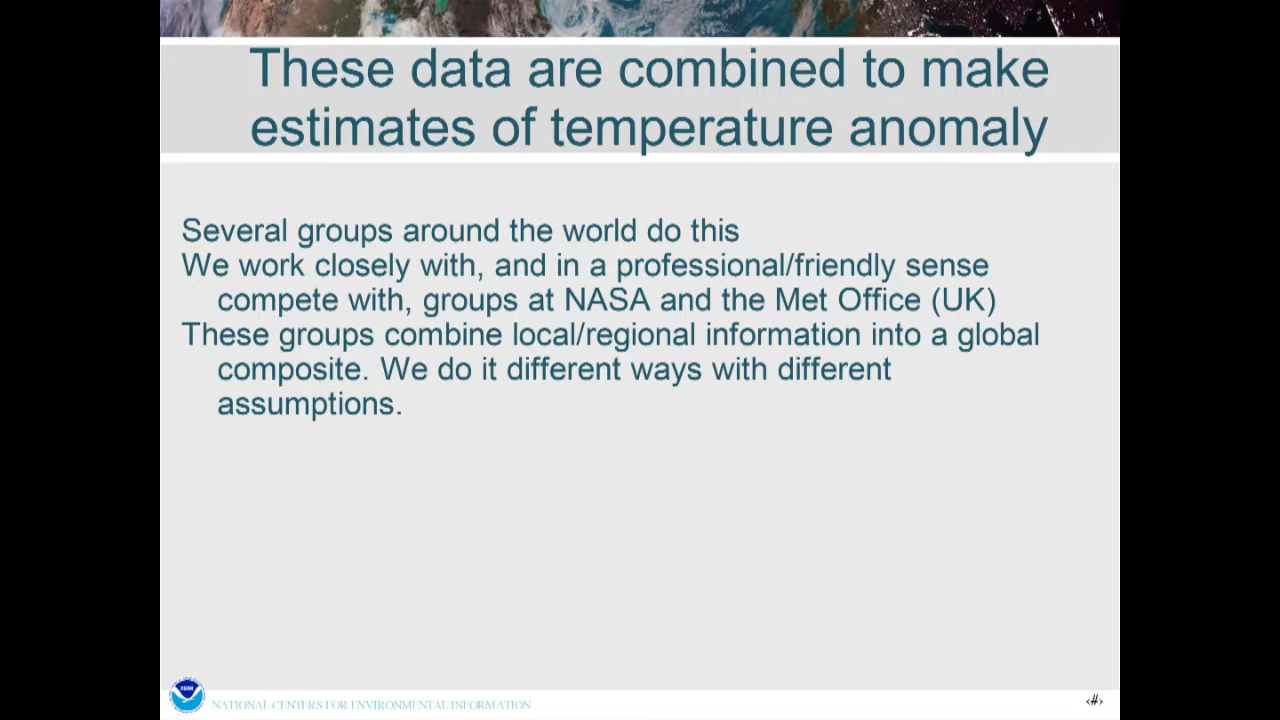 These data are combined to make
estimates of temperature anomaly
Several groups around the world do this
We work closely with, and in a professional/friendly sense
compete with, groups at NASA and the Met Office (UK)
These groups combine local/regional information into a global
composite. We do it different ways with different
assumptions.
NATIONAL CENTERS FOR ENVIRONMENTAL INFORMATION
‹#›